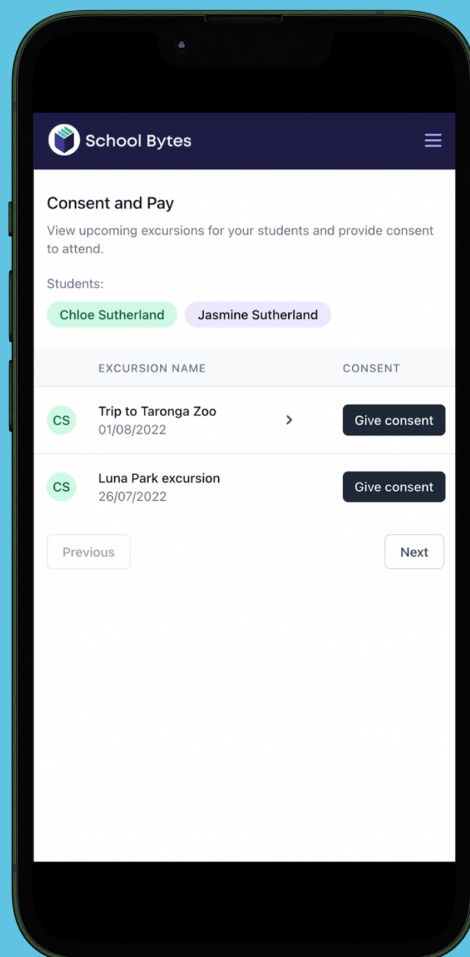 School Bytes
Consent and Pay
View upcoming excursions for your students and provide consent
to attend.
Students:
Chloe Sutherland Jasmine Sutherland
EXCURSION NAME CONSENT
CS Trip to Taronga Zoo Give consent
01/08/2022
CS Luna Park excursion Give consent
26/07/2022
Previous Next